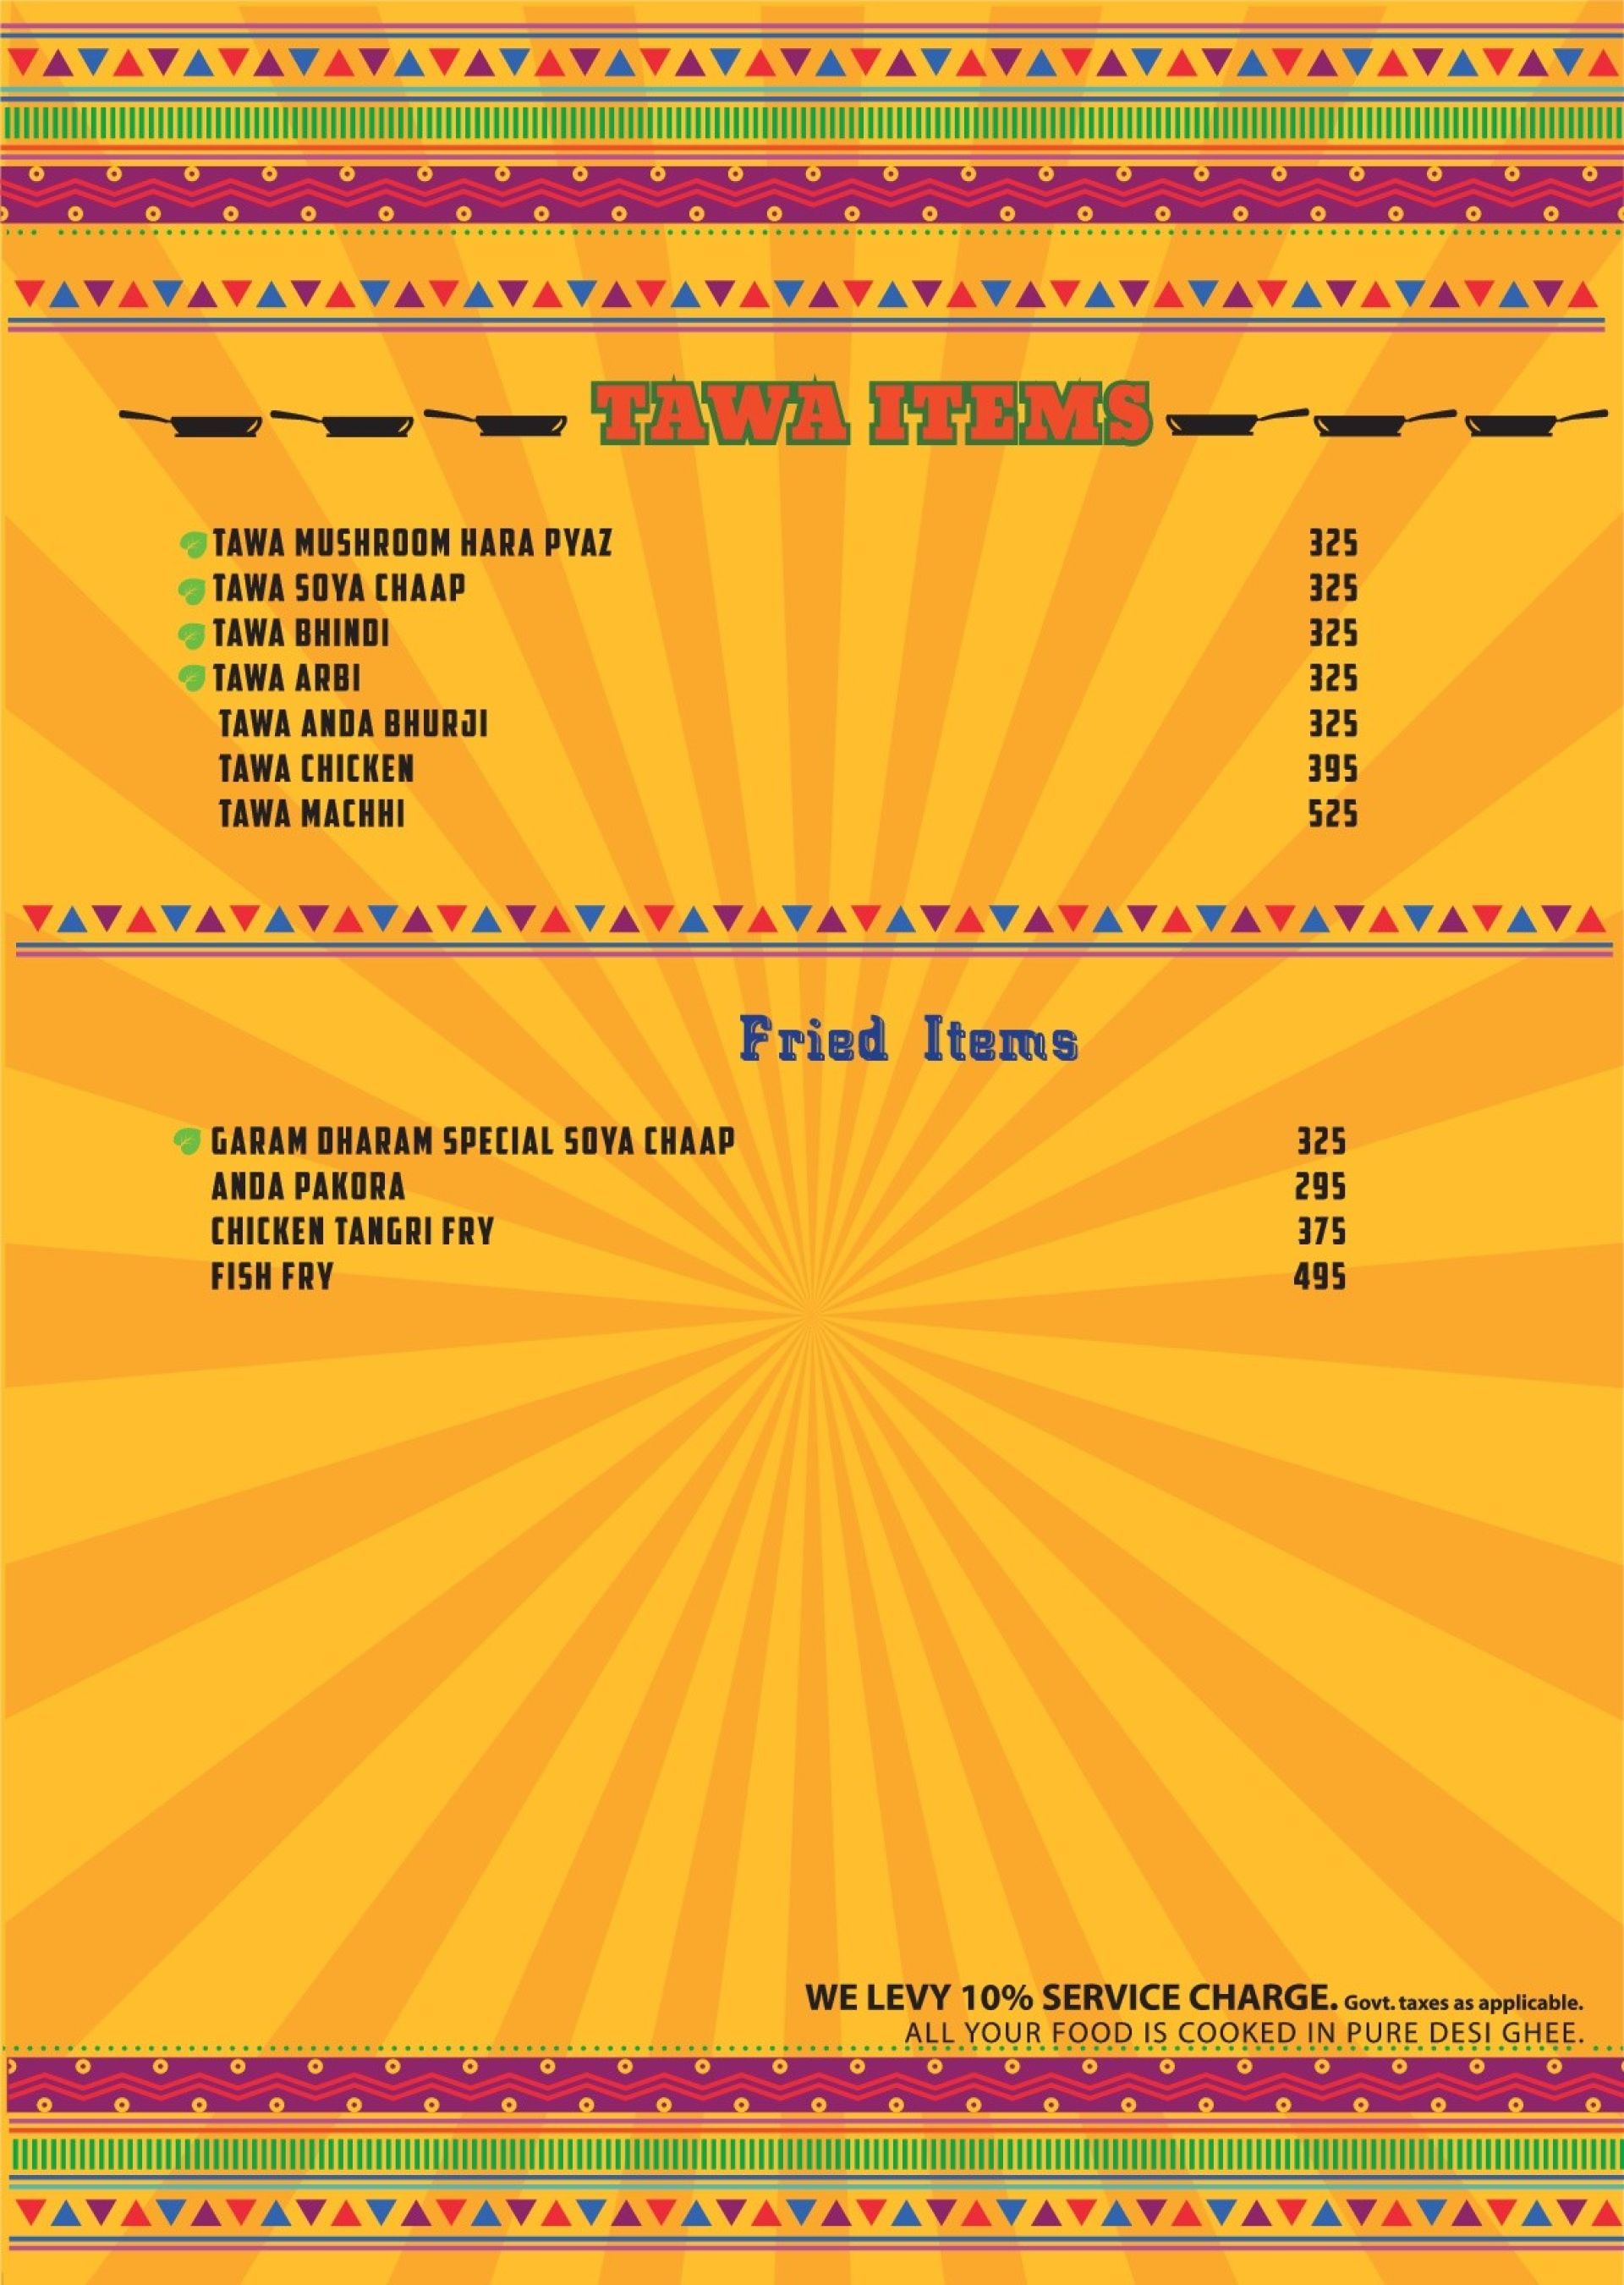 TAWA ITEMS
TAWA MUSHROOM HARA PYAZ 325
TAWA SOYA CHAAP 325
TAWA BHINDI 325
TAWA ARBI 325
TAWA ANDA BHURJI 325
TAWA CHICKEN 395
TAWA MACHHI 525
Fried Items
GARAM DHARAM SPECIAL SOYA CHAAP 325
ANDA PAKORA 295
CHICKEN TANGRI FRY 375
FISH FRY 495
WE LEVY 10% SERVICE CHARGE. Govt. taxes as applicable.
ALL YOUR FOOD IS COOKED IN PURE DESI GHEE.